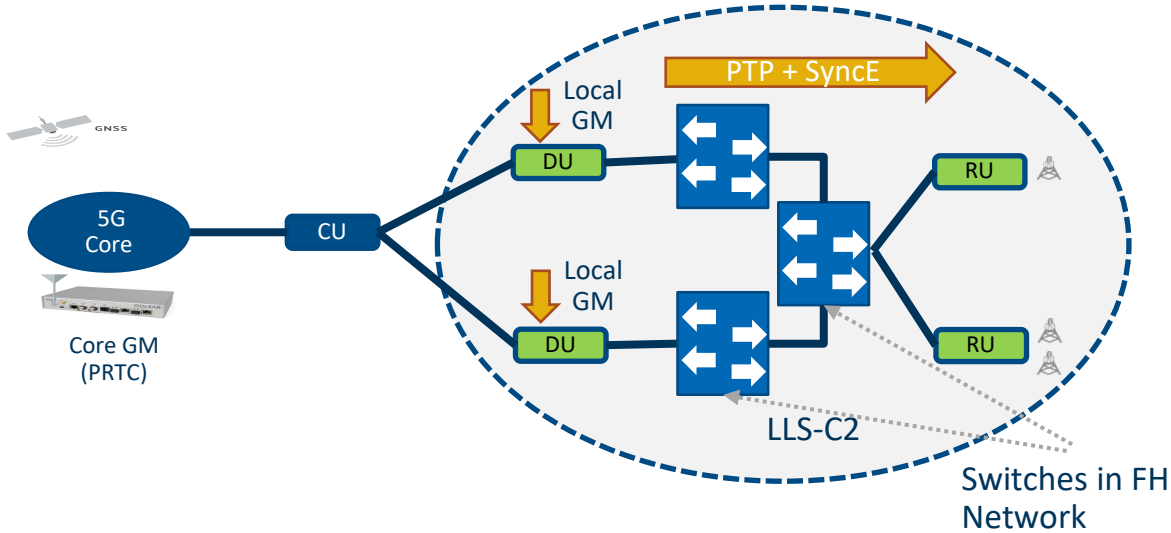 PTP + SyncE
Local
GM
GNSS
DU
RU
5G
Core
CU
Local
GM
DU
RU
Core GM
(PRTC)
LLS-C2
Switches in FH
Network